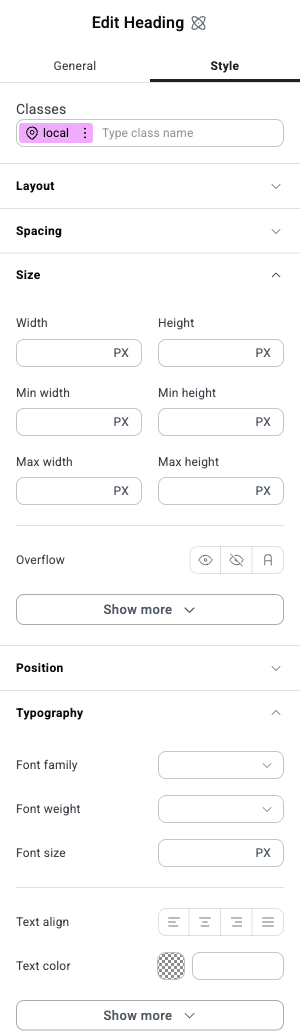 Edit Heading
General Style
Classes
local Type class name
Layout
Spacing
Size
Width Height
PX PX
Min width Min height
PX PX
Max width Max height
PX PX
Overflow
Show more
Position
Typography
Font family
Font weight
Font size PX
Text align
Text color
Show more